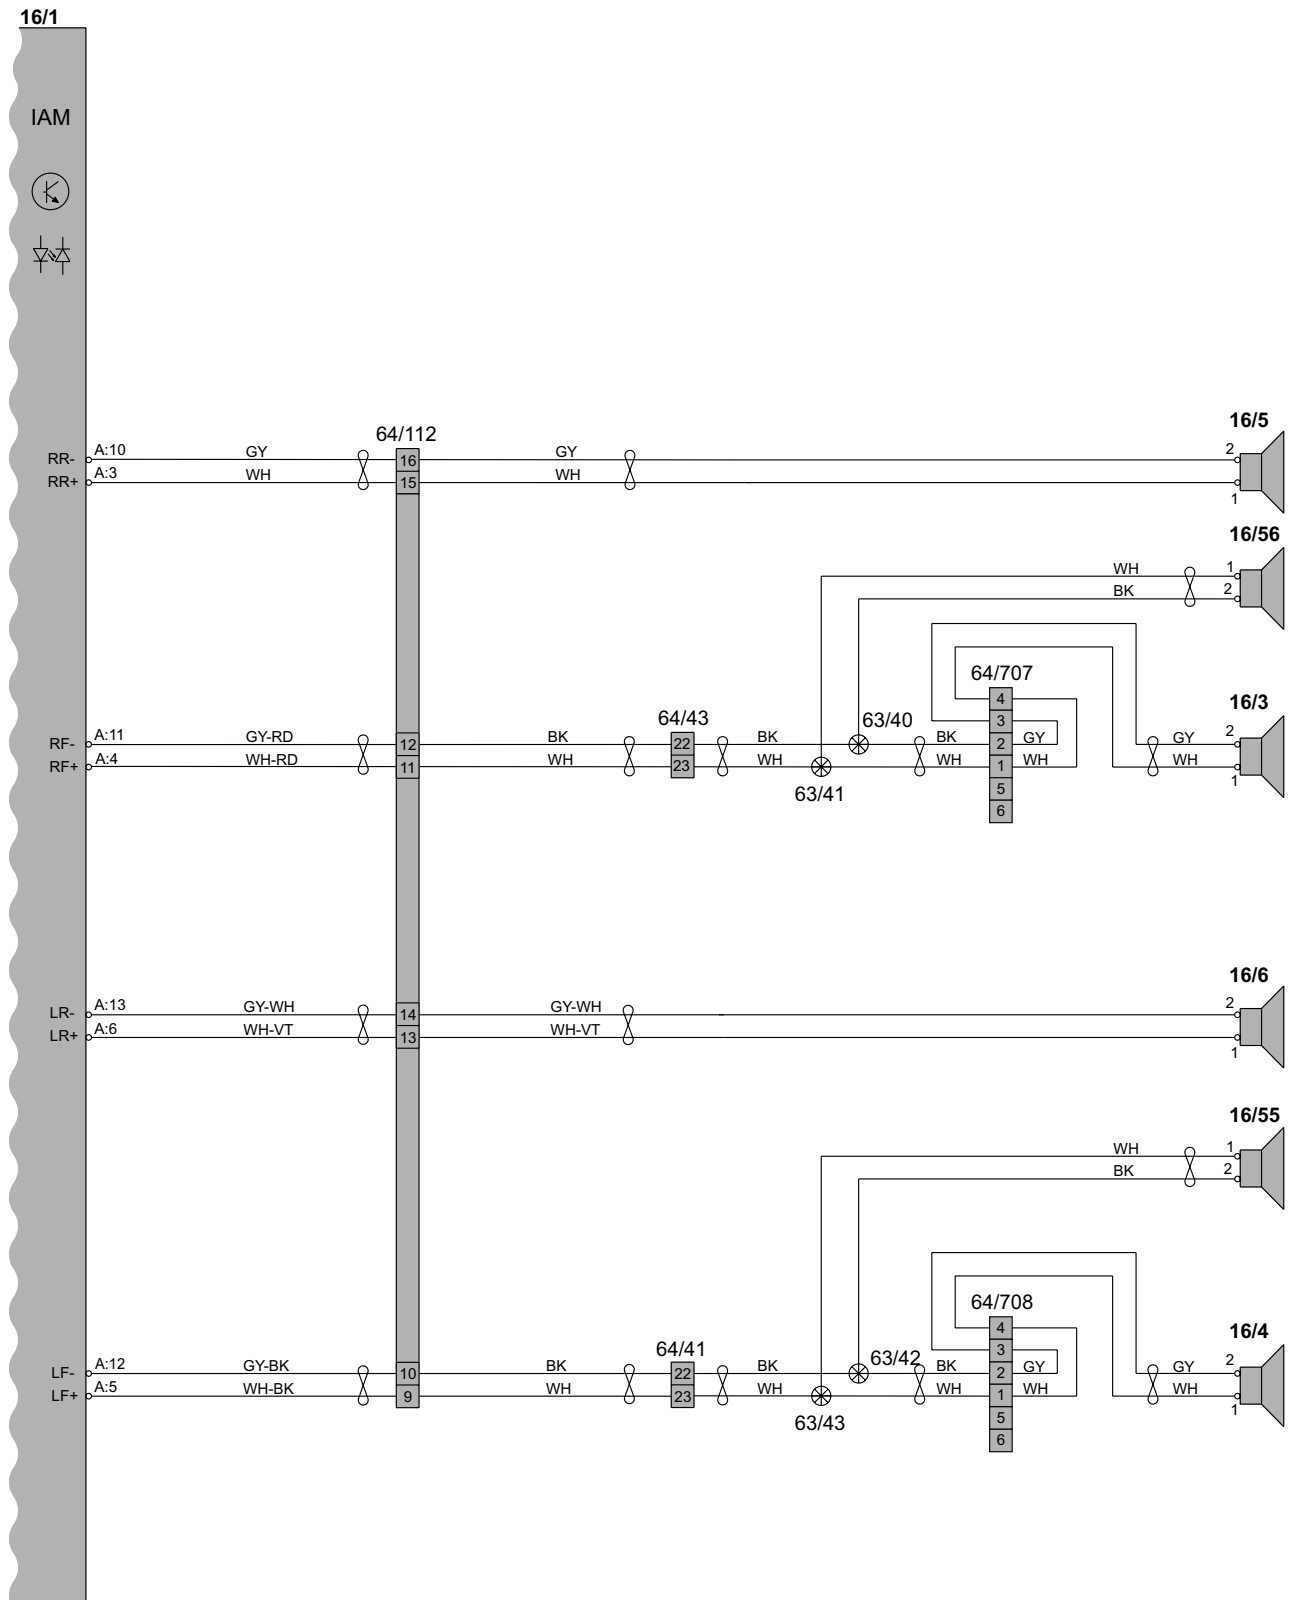 16/1
IAM
64/112
16/5
RR- A:10 GY 16 GY 2
RR+ A:3 WH 15 WH 1
16/56
WH 1
BK 2
64/707
4
64/43 63/40 3 16/3
RF- A:11 GY-RD 12 BK 22 BK BK 2 GY GY 2
RF+ A:4 WH-RD 11 WH 23 WH WH 1 WH WH 1
63/41 5
6
16/6
LR- A:13 GY-WH 14 GY-WH 2
LR+ A:6 WH-VT 13 WH-VT 1
16/55
WH 1
BK 2
64/708
4
64/41 63/42 3 16/4
LF- A:12 GY-BK 10 BK 22 BK BK 2 GY GY 2
LF+ A:5 WH-BK 9 WH 23 WH WH 1 WH WH 1
63/43 5
6